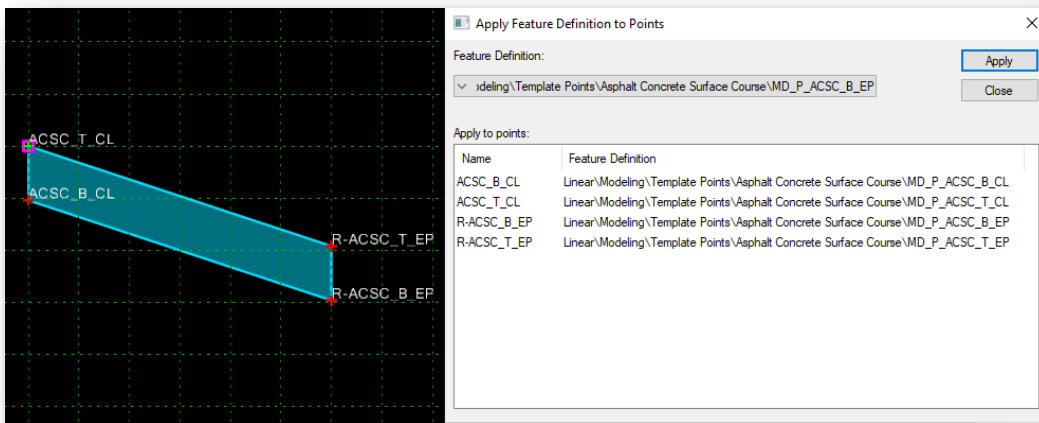 ACSC_T_CL
ACSC_B_CL
R-ACSC_T_EP
R-ACSC_B_EP
Apply Feature Definition to Points
Feature Definition:
Apply
›deling\Template Points\Asphalt Concrete Surface Course\MD_P_ACSC_B_EP
Close
Apply to points:
Name Feature Definition
ACSC_B_CL Linear\Modeling\Template Points\Asphalt Concrete Surface Course\MD_P_ACSC_B_CL
ACSC_T_CL Linear\Modeling\Template Points\Asphalt Concrete Surface Course\MD_P_ACSC_T_CL
R-ACSC_B_EP Linear\Modeling\Template Points\Asphalt Concrete Surface Course\MD_P_ACSC_B_EP
R-ACSC_T_EP Linear\Modeling\Template Points\Asphalt Concrete Surface Course\MD_P_ACSC_T_EP